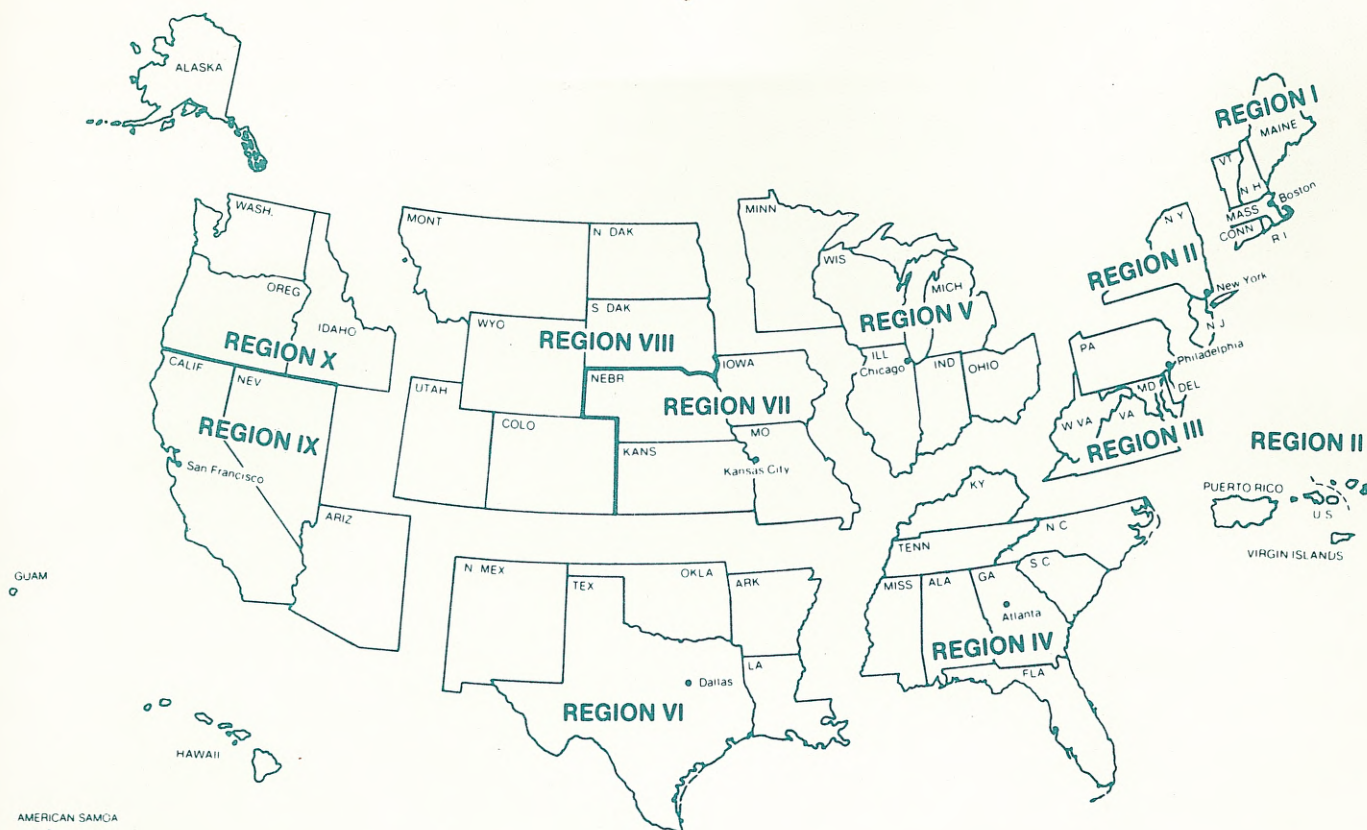 ALASKA
REGION I
MAINE
VT
N H
Boston
MASS
CONN
R I
N Y
REGION II
New York
N J
WASH.
OREG
IDAHO
REGION X
MONT
N DAK
S DAK
WYO
REGION VIII
UTAH
COLO
MINN
WIS
MICH
REGION V
ILL
Chicago
IND
OHIO
PA
Philadelphia
MD
DEL
W VA
VA
REGION III
REGION II
PUERTO RICO
U S
VIRGIN ISLANDS
CALIF
NEV
REGION IX
San Francisco
ARIZ
NEBR
IOWA
REGION VII
KANS
MO
Kansas City
KY
TENN
N C
S C
MISS
ALA
GA
Atlanta
REGION IV
FLA
N MEX
OKLA
TEX
ARK
LA
Dallas
REGION VI
GUAM
HAWAII
AMERICAN SAMOA